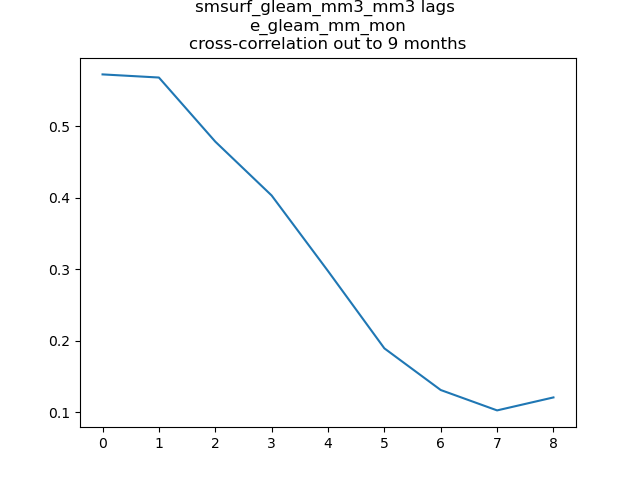 smsurf_gleam_mm3_mm3 lags
e_gleam_mm_mon
cross-correlation out to 9 months
0.5
0.4
0.3
0.2
0.1
0 1 2 3 4 5 6 7 8